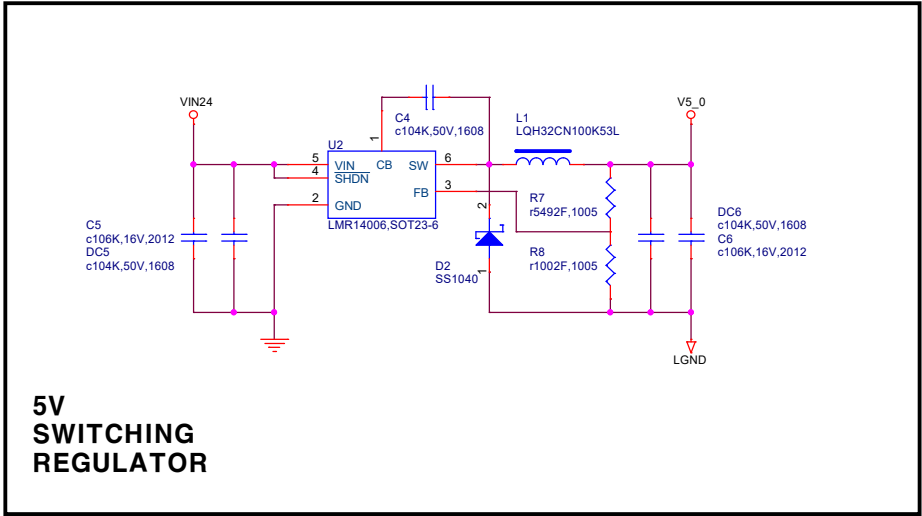 VIN24
V5_0
C4
c104K,50V,1608
L1
LQH32CN100K53L
1
U2
5
VIN
CB
SW
6
4
SHDN
FB
3
2
GND
LMR14006,SOT23-6
R7
r5492F,1005
C5
c106K,16V,2012
DC5
c104K,50V,1608
2
D2
SS1040
1
R8
r1002F,1005
DC6
c104K,50V,1608
C6
c106K,16V,2012
LGND
5V
SWITCHING
REGULATOR